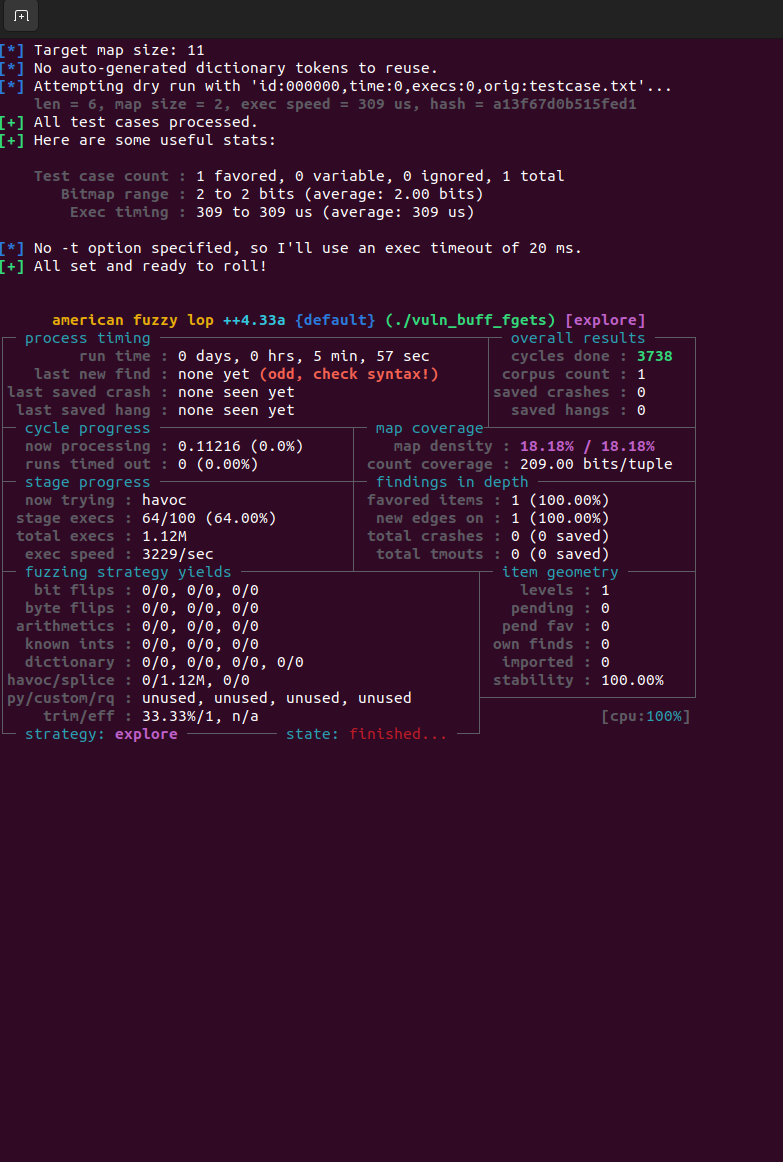 [*] Target map size: 11
[*] No auto-generated dictionary tokens to reuse.
[*] Attempting dry run with 'id:000000,time:0,execs:0,orig:testcase.txt'...
len = 6, map size = 2, exec speed = 309 us, hash = a13f67d0b515fed1
[+] All test cases processed.
[+] Here are some useful stats:
Test case count : 1 favored, 0 variable, 0 ignored, 1 total
Bitmap range : 2 to 2 bits (average: 2.00 bits)
Exec timing : 309 to 309 us (average: 309 us)
[*] No -t option specified, so I'll use an exec timeout of 20 ms.
[+] All set and ready to roll!
american fuzzy lop ++4.33a {default} (./vuln_buff_fgets) [explore]
process timing overall results
run time : 0 days, 0 hrs, 5 min, 57 sec cycles done : 3738
last new find : none yet (odd, check syntax!) corpus count : 1
last saved crash : none seen yet saved crashes : 0
last saved hang : none seen yet saved hangs : 0
cycle progress map coverage
now processing : 0.11216 (0.0%) map density : 18.18% / 18.18%
runs timed out : 0 (0.00%) count coverage : 209.00 bits/tuple
stage progress findings in depth
now trying : havoc favored items : 1 (100.00%)
stage execs : 64/100 (64.00%) new edges on : 1 (100.00%)
total execs : 1.12M total crashes : 0 (0 saved)
exec speed : 3229/sec total tmouts : 0 (0 saved)
fuzzing strategy yields item geometry
bit flips : 0/0, 0/0, 0/0 levels : 1
byte flips : 0/0, 0/0, 0/0 pending : 0
arithmetics : 0/0, 0/0, 0/0 pend fav : 0
known ints : 0/0, 0/0, 0/0 own finds : 0
dictionary : 0/0, 0/0, 0/0, 0/0 imported : 0
havoc/splice : 0/1.12M, 0/0 stability : 100.00%
py/custom/rq : unused, unused, unused, unused
trim/eff : 33.33%/1, n/a [cpu:100%]
strategy: explore state: finished...